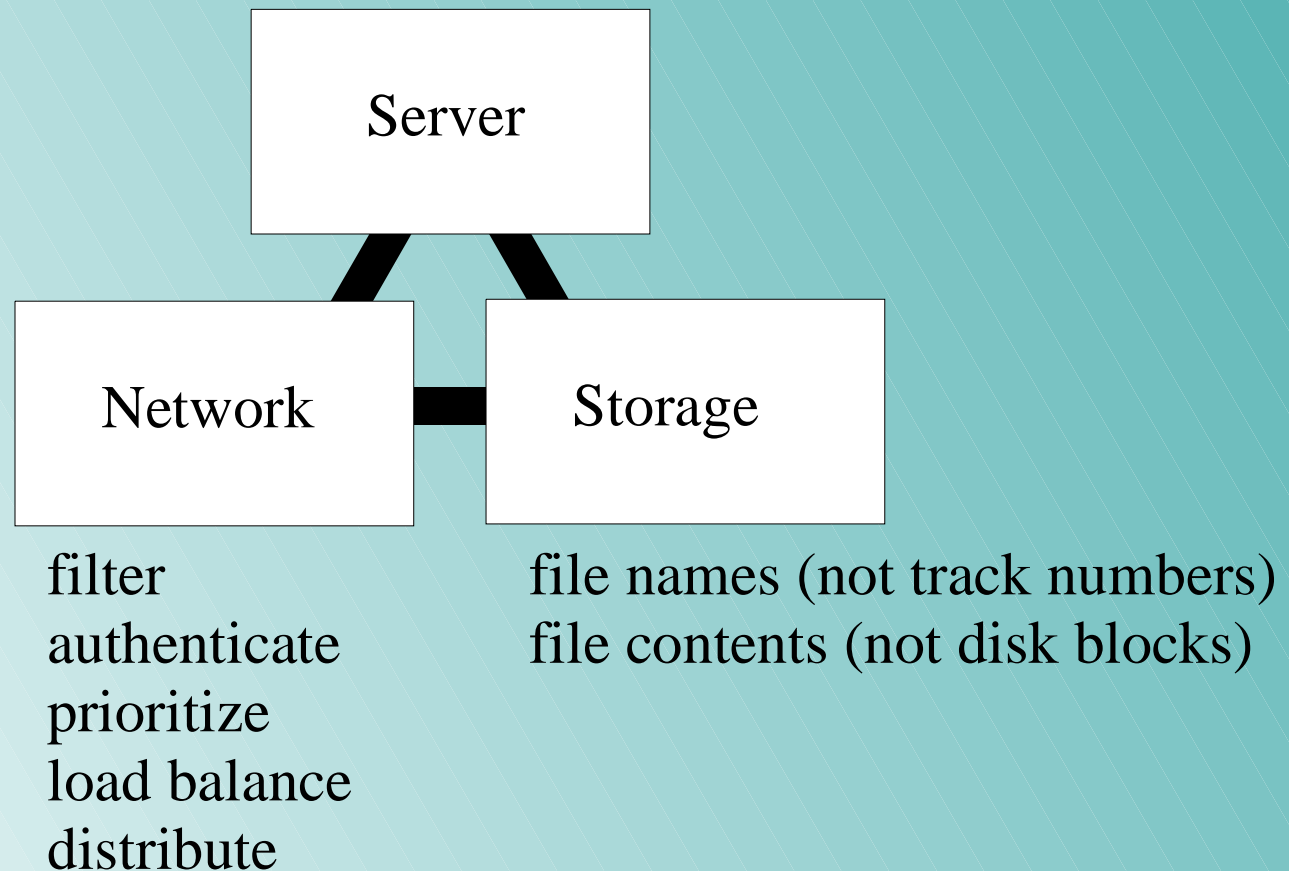 Server
Network
Storage
filter
authenticate
prioritize
load balance
distribute
file names (not track numbers)
file contents (not disk blocks)